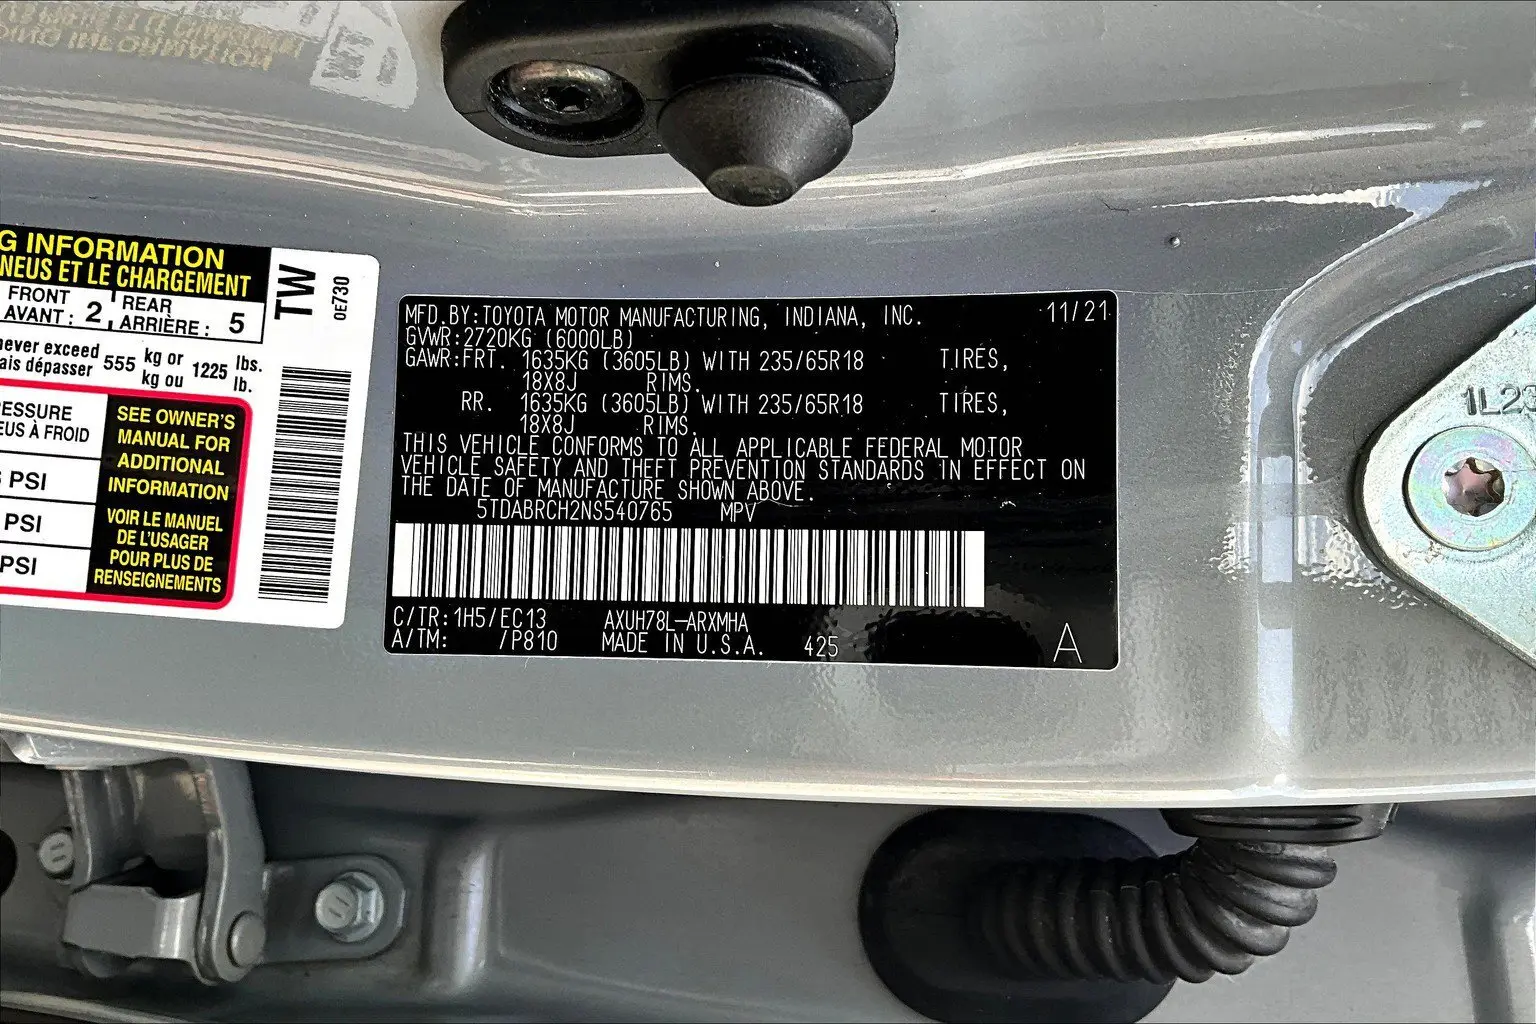 G INFORMATION
NEUS ET LE CHARGEMENT
FRONT
AVANT : 2
REAR
ARRIÈRE : 5
never exceed
ais dépasser
555
kg or
kg ou
1225
lbs.
lb.
ESSURE
EUS À FROID
PSI
PSI
PSI
SEE OWNER'S
MANUAL FOR
ADDITIONAL
INFORMATION
VOIR LE MANUEL
DE L'USAGER
POUR PLUS DE
RENSEIGNEMENTS
TW
0E730
MFD.BY:TOYOTA MOTOR MANUFACTURING, INDIANA, INC. 11/21
GVWR:2720KG (6000LB)
GAWR:FRT. 1635KG (3605LB) WITH 235/65R18 TIRES,
18X8J RIMS.
RR. 1635KG (3605LB) WITH 235/65R18 TIRES,
18X8J RIMS.
THIS VEHICLE CONFORMS TO ALL APPLICABLE FEDERAL MOTOR
VEHICLE SAFETY AND THEFT PREVENTION STANDARDS IN EFFECT ON
THE DATE OF MANUFACTURE SHOWN ABOVE.
5TDABRCH2NS540765 MPV
C/TR:1H5/EC13 AXUH78L-ARXMHA
A/TM: /P810 MADE IN U.S.A. 425
A